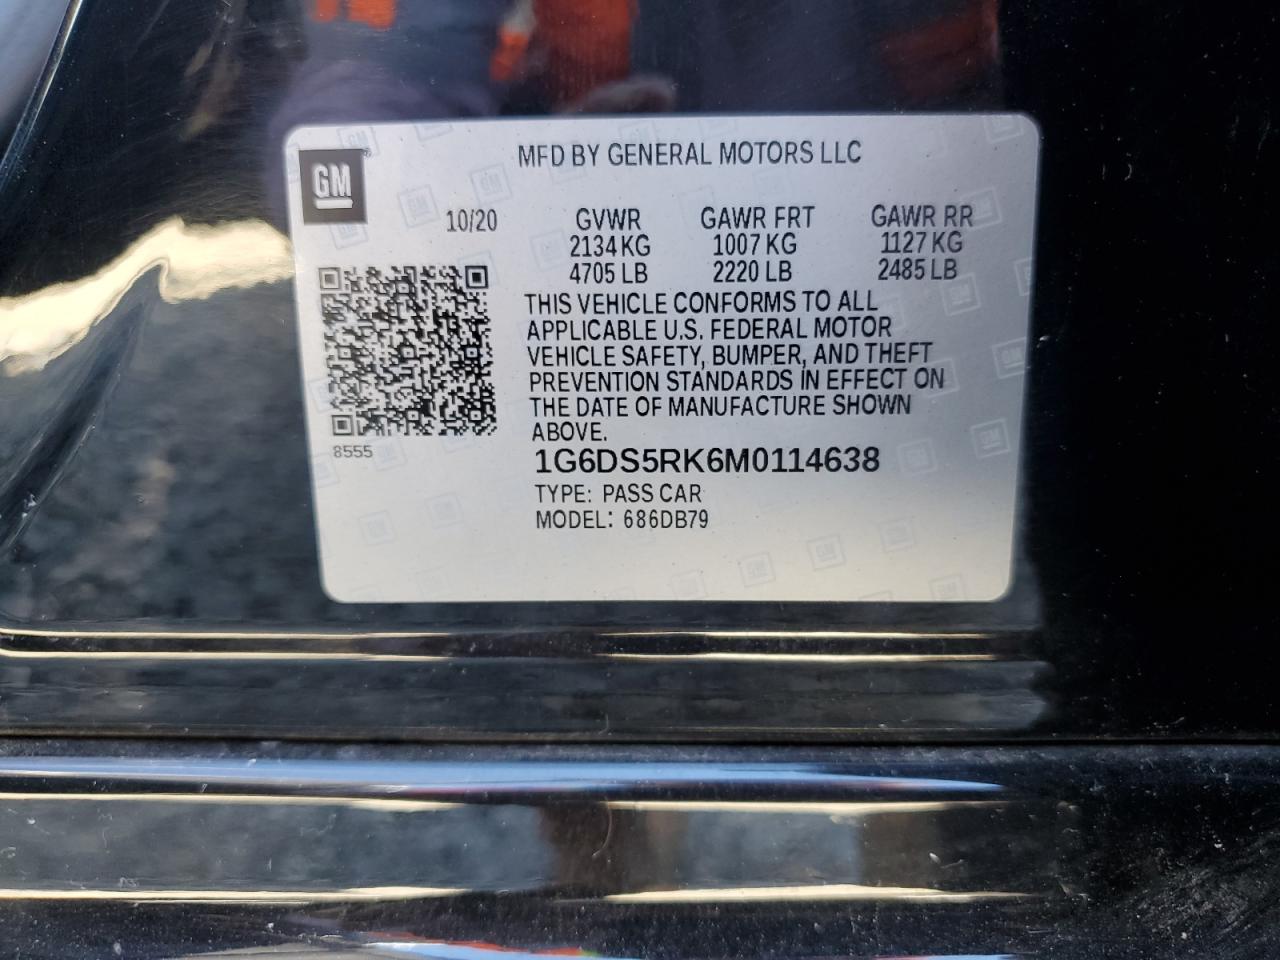 MFD BY GENERAL MOTORS LLC
GM
10/20
GVWR GAWR FRT GAWR RR
2134 KG 1007 KG 1127 KG
4705 LB 2220 LB 2485 LB
THIS VEHICLE CONFORMS TO ALL
APPLICABLE U.S. FEDERAL MOTOR
VEHICLE SAFETY, BUMPER, AND THEFT
PREVENTION STANDARDS IN EFFECT ON
THE DATE OF MANUFACTURE SHOWN
ABOVE.
8555
1G6DS5RK6M0114638
TYPE: PASS CAR
MODEL: 686DB79